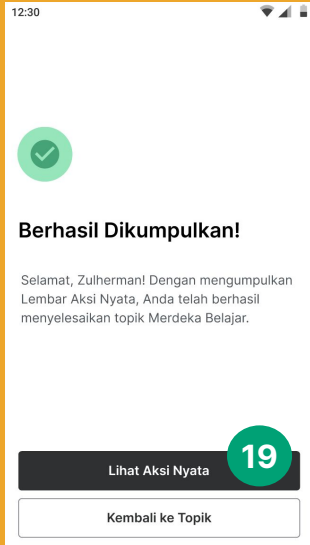 12:30
Berhasil Dikumpulkan!
Selamat, Zulherman! Dengan mengumpulkan
Lembar Aksi Nyata, Anda telah berhasil
menyelesaikan topik Merdeka Belajar.
19
Lihat Aksi Nyata
Kembali ke Topik